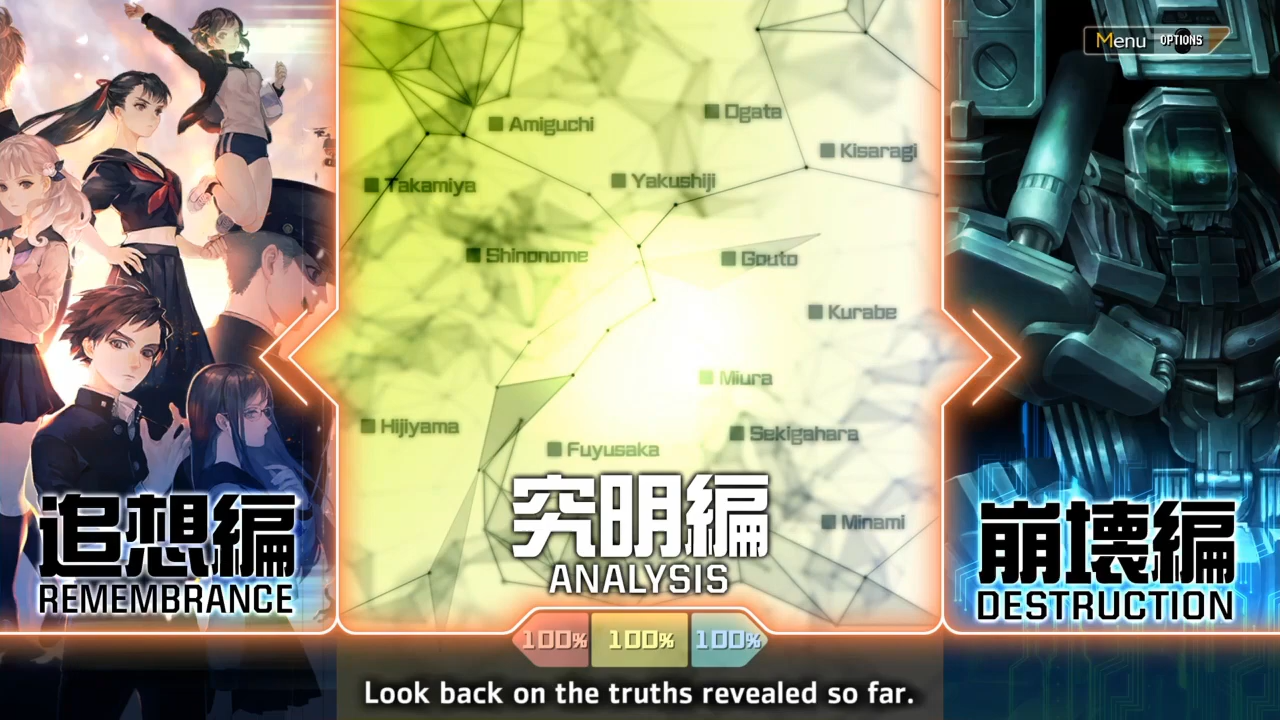 Menu OPTIONS
Amiguchi
Ogata
Kisaragi
Takamiya
Yakushiji
Shinonome
Gouto
Kurabe
Miura
Hijiyama
Fuyusaka
Sekigahara
Minami
追想編
REMEMBRANCE
究明編
ANALYSIS
崩壊編
DESTRUCTION
100% 100% 100%
Look back on the truths revealed so far.